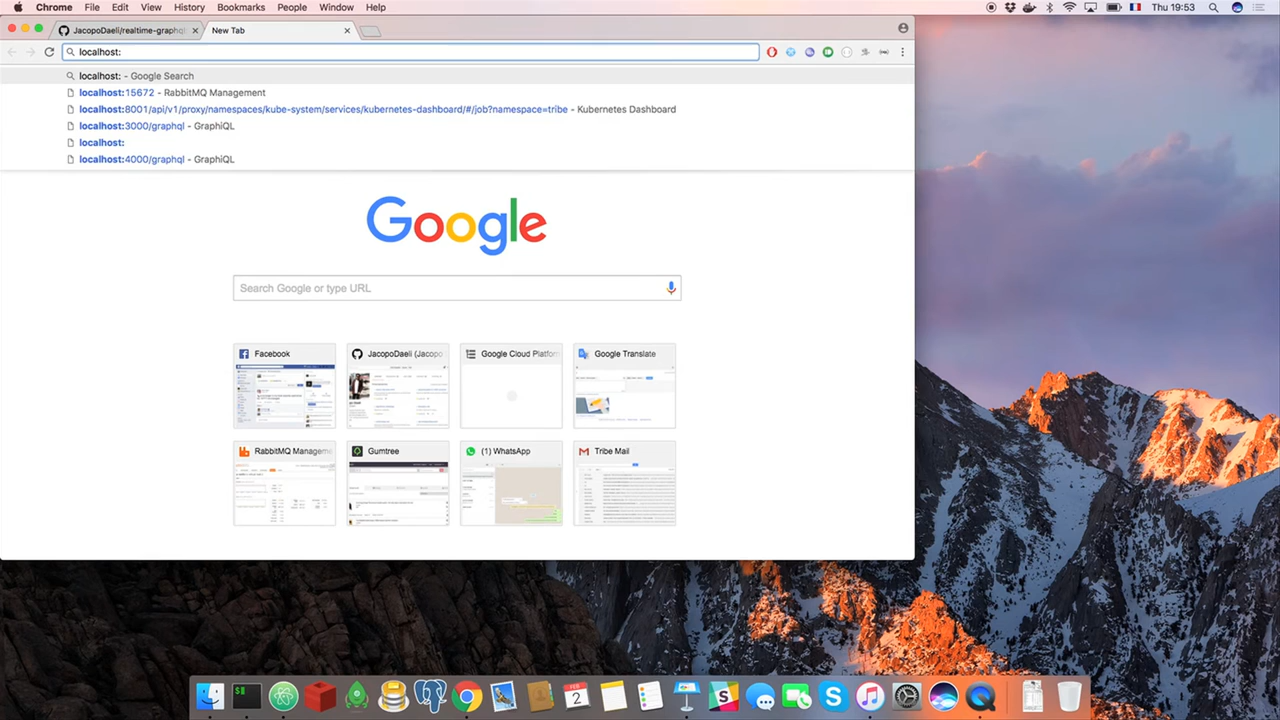 Chrome File Edit View History Bookmarks People Window Help Thu 19:53
JacopoDaeli/realtime-graphql New Tab
localhost:
localhost: - Google Search
localhost:15672 - RabbitMQ Management
localhost:8001/api/v1/proxy/namespaces/kube-system/services/kubernetes-dashboard/#/job?namespace=tribe - Kubernetes Dashboard
localhost:3000/graphql - GraphiQL
localhost:
localhost:4000/graphql - GraphiQL
Google
Search Google or type URL
Facebook JacopoDaeli (Jacopo Google Cloud Platform Google Translate
RabbitMQ Manageme Gumtree (1) WhatsApp Tribe Mail
FEB
2